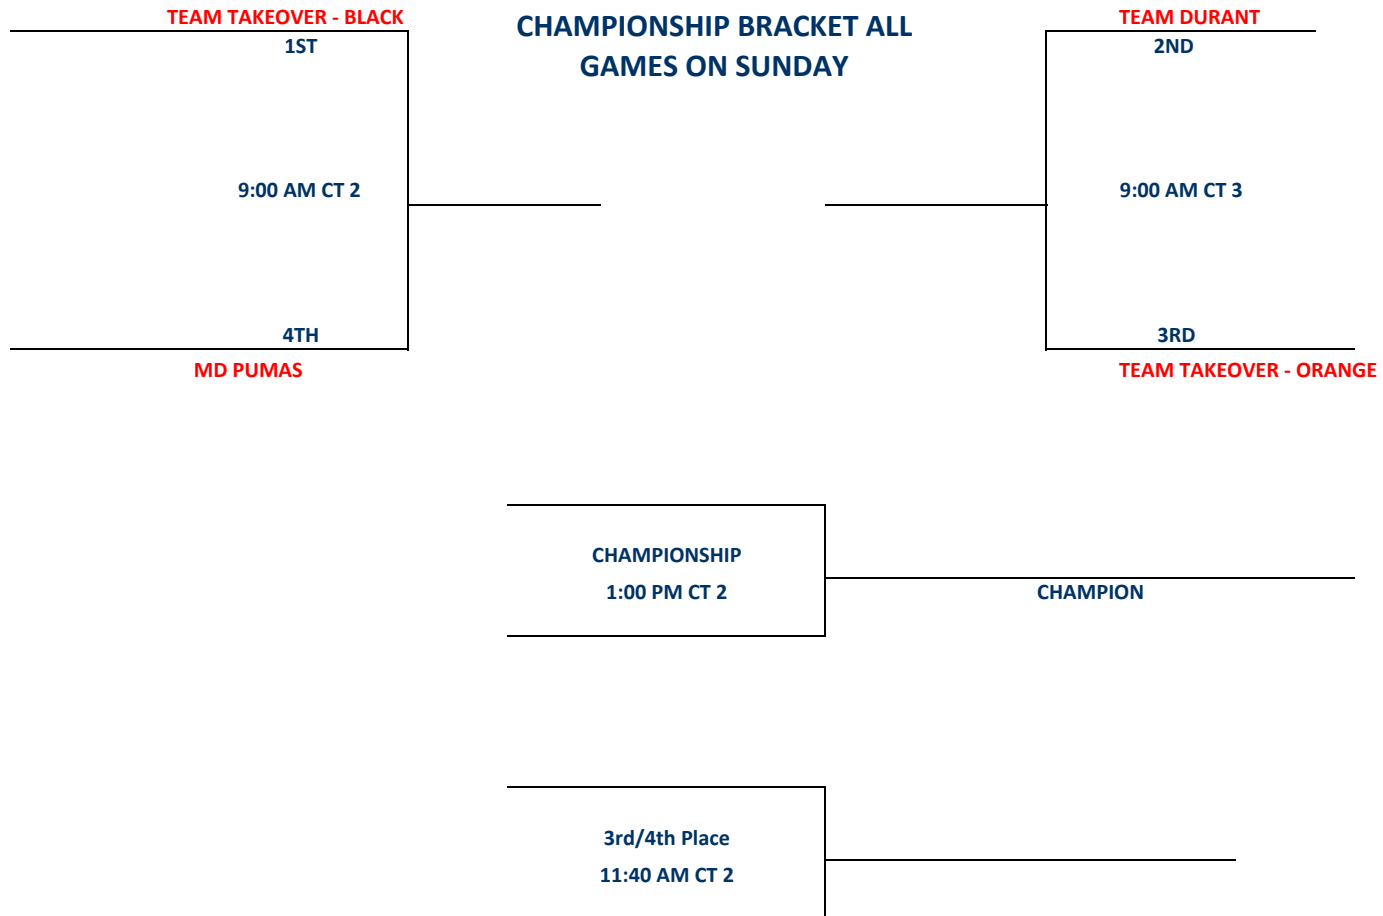 TEAM TAKEOVER - BLACK
CHAMPIONSHIP BRACKET ALL
GAMES ON SUNDAY
TEAM DURANT
1ST
2ND
9:00 AM CT 2
9:00 AM CT 3
4TH
3RD
MD PUMAS
TEAM TAKEOVER - ORANGE
CHAMPIONSHIP
1:00 PM CT 2
CHAMPION
3rd/4th Place
11:40 AM CT 2